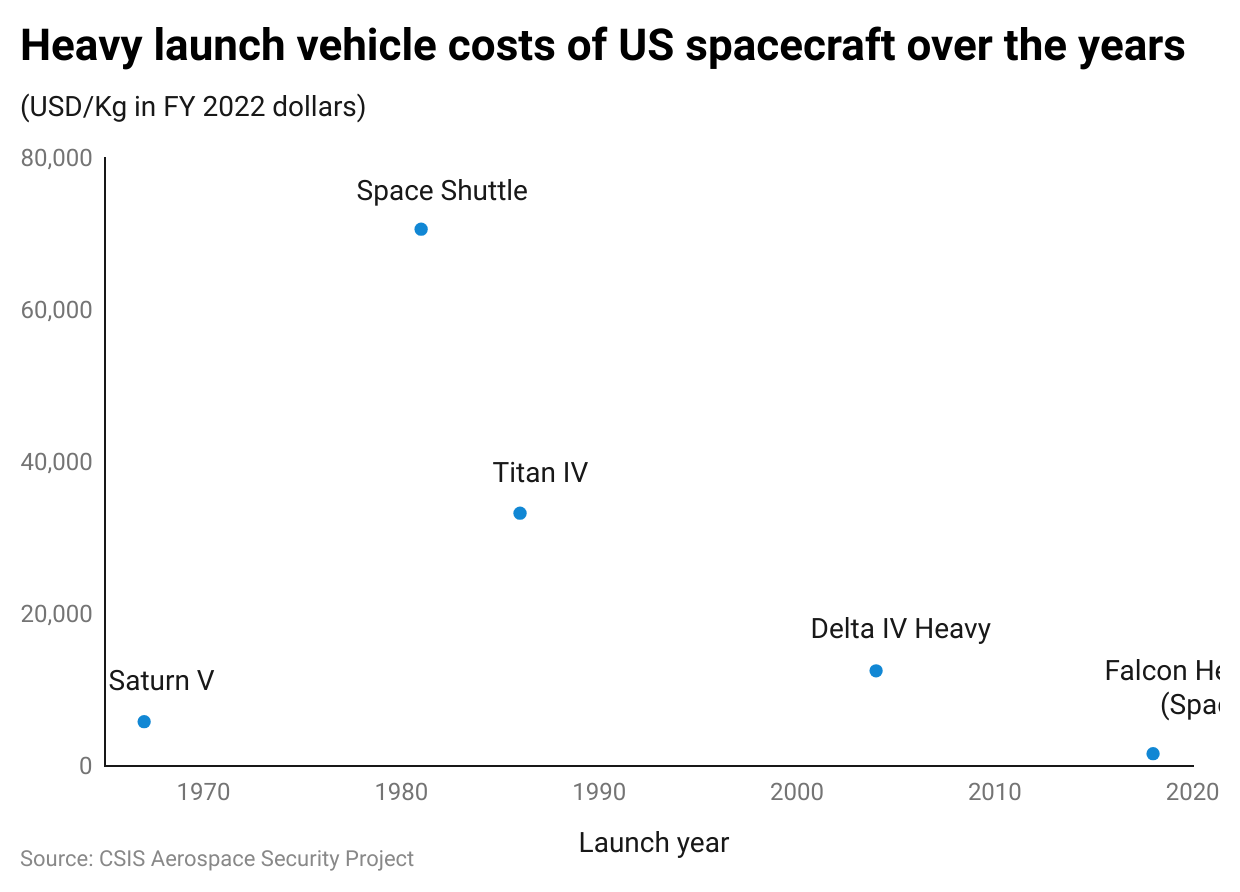 Heavy launch vehicle costs of US spacecraft over the years
(USD/Kg in FY 2022 dollars)
80,000
Space Shuttle
60,000
40,000
Titan IV
20,000
Delta IV Heavy
Falcon He
(Spac
Saturn V
0
1970 1980 1990 2000 2010 2020
Launch year
Source: CSIS Aerospace Security Project